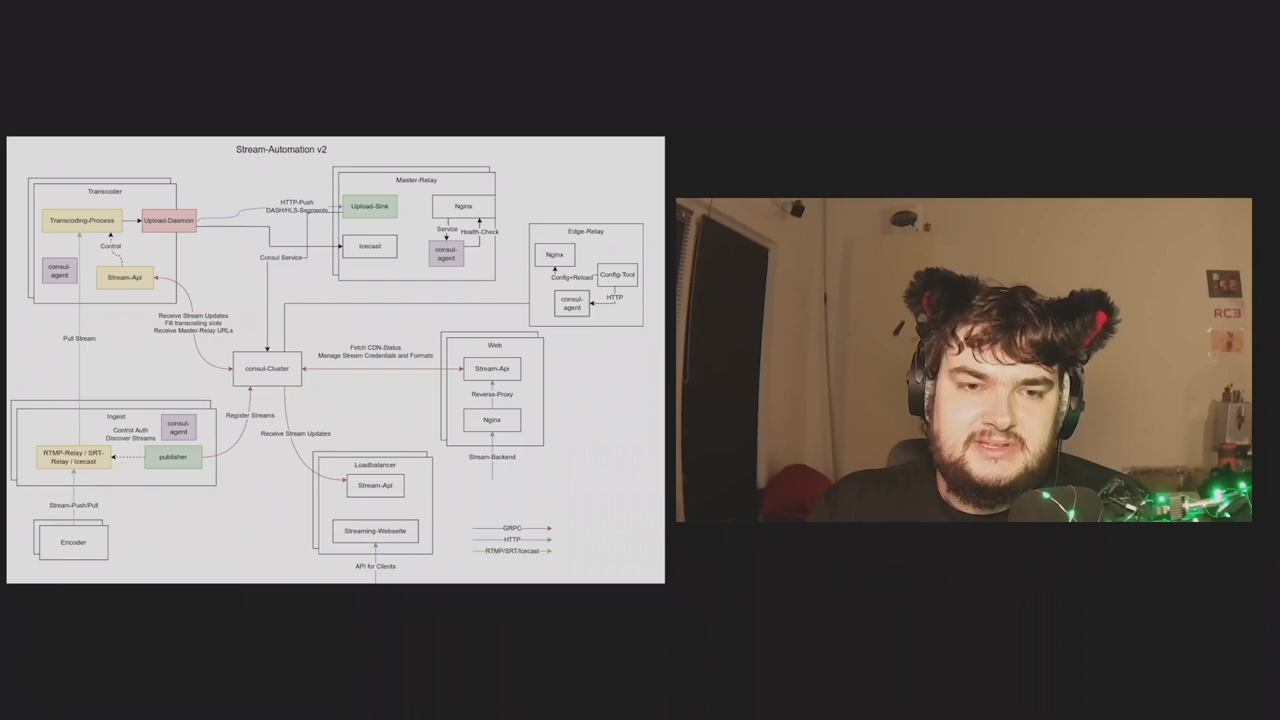 Stream-Automation v2
Transcoder
Transcoding-Process
Upload-Daemon
Control
consul-
agent
Stream-Api
HTTP-Push
DASH/HLS-Segments
Consul Service
Master-Relay
Upload-Sink
Nginx
Service
Health-Check
Icecast
consul-
agent
Edge-Relay
Nginx
Config-Tool
Config+Reload
HTTP
consul-
agent
Receive Stream Updates
Fill transcoding slots
Receive Master-Relay URLs
Pull Stream
consul-Cluster
Fetch CDN-Status
Manage Stream Credentials and Formats
Web
Stream-Api
Reverse-Proxy
Nginx
Stream-Backend
Ingest
Control Auth
Discover Streams
consul-
agent
RTMP-Relay / SRT-
Relay / Icecast
publisher
Register Streams
Receive Stream Updates
Stream-Push/Pull
Encoder
Loadbalancer
Stream-Api
Streaming-Webseite
API for Clients
GRPC
HTTP
RTMP/SRT/Icecast
RC3